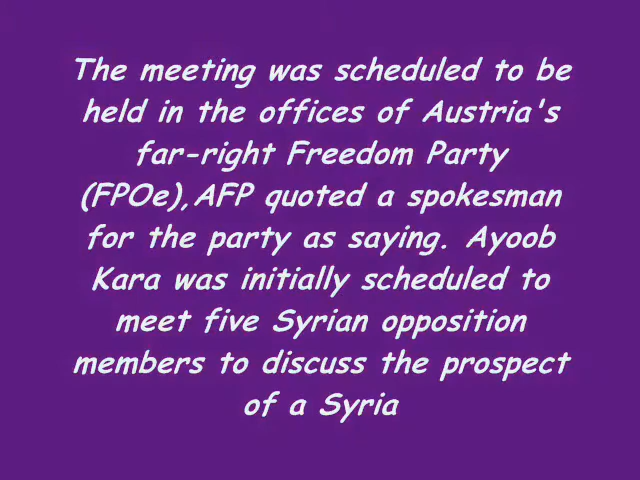 The meeting was scheduled to be
held in the offices of Austria's
far-right Freedom Party
(FPOe),AFP quoted a spokesman
for the party as saying. Ayoob
Kara was initially scheduled to
meet five Syrian opposition
members to discuss the prospect
of a Syria